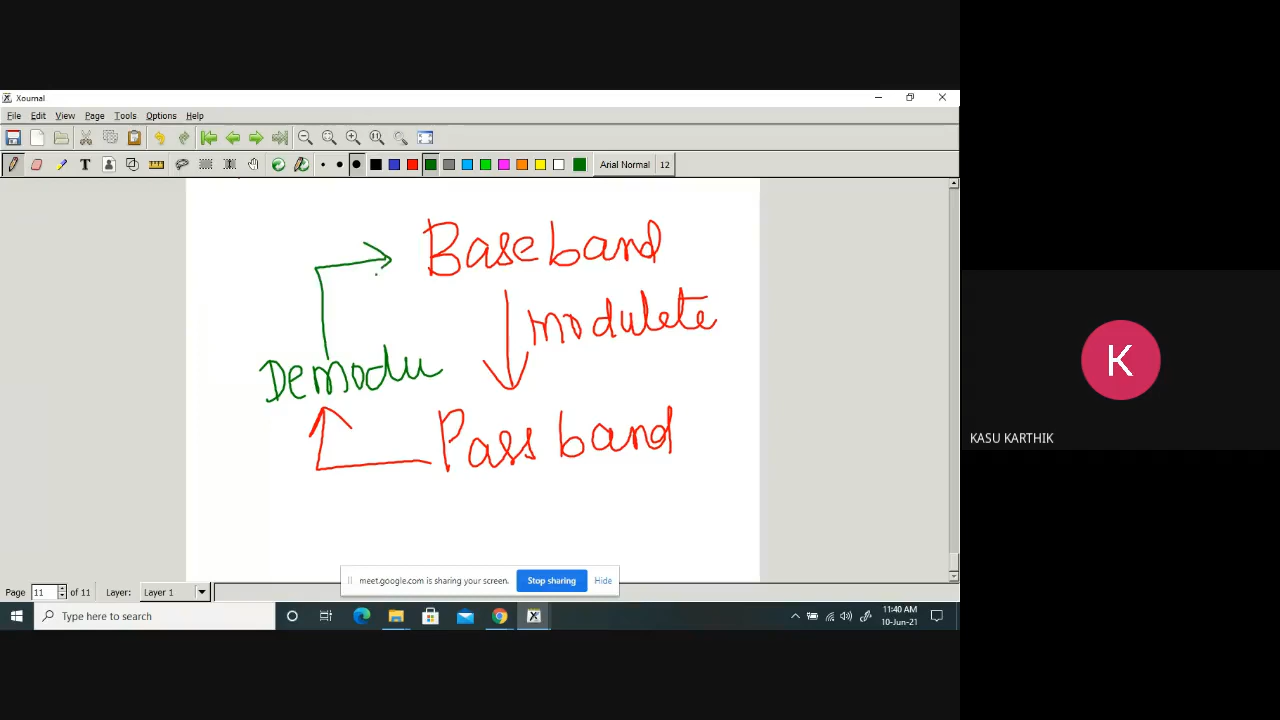 Xournal
File Edit View Page Tools Options Help
T Arial Normal 12
Baseband
modulete
Demodu
Pass band
meet.google.com is sharing your screen. Stop sharing Hide
Page 11 of 11 Layer: Layer 1
Type here to search
11:40 AM
10-Jun-21
K
KASU KARTHIK